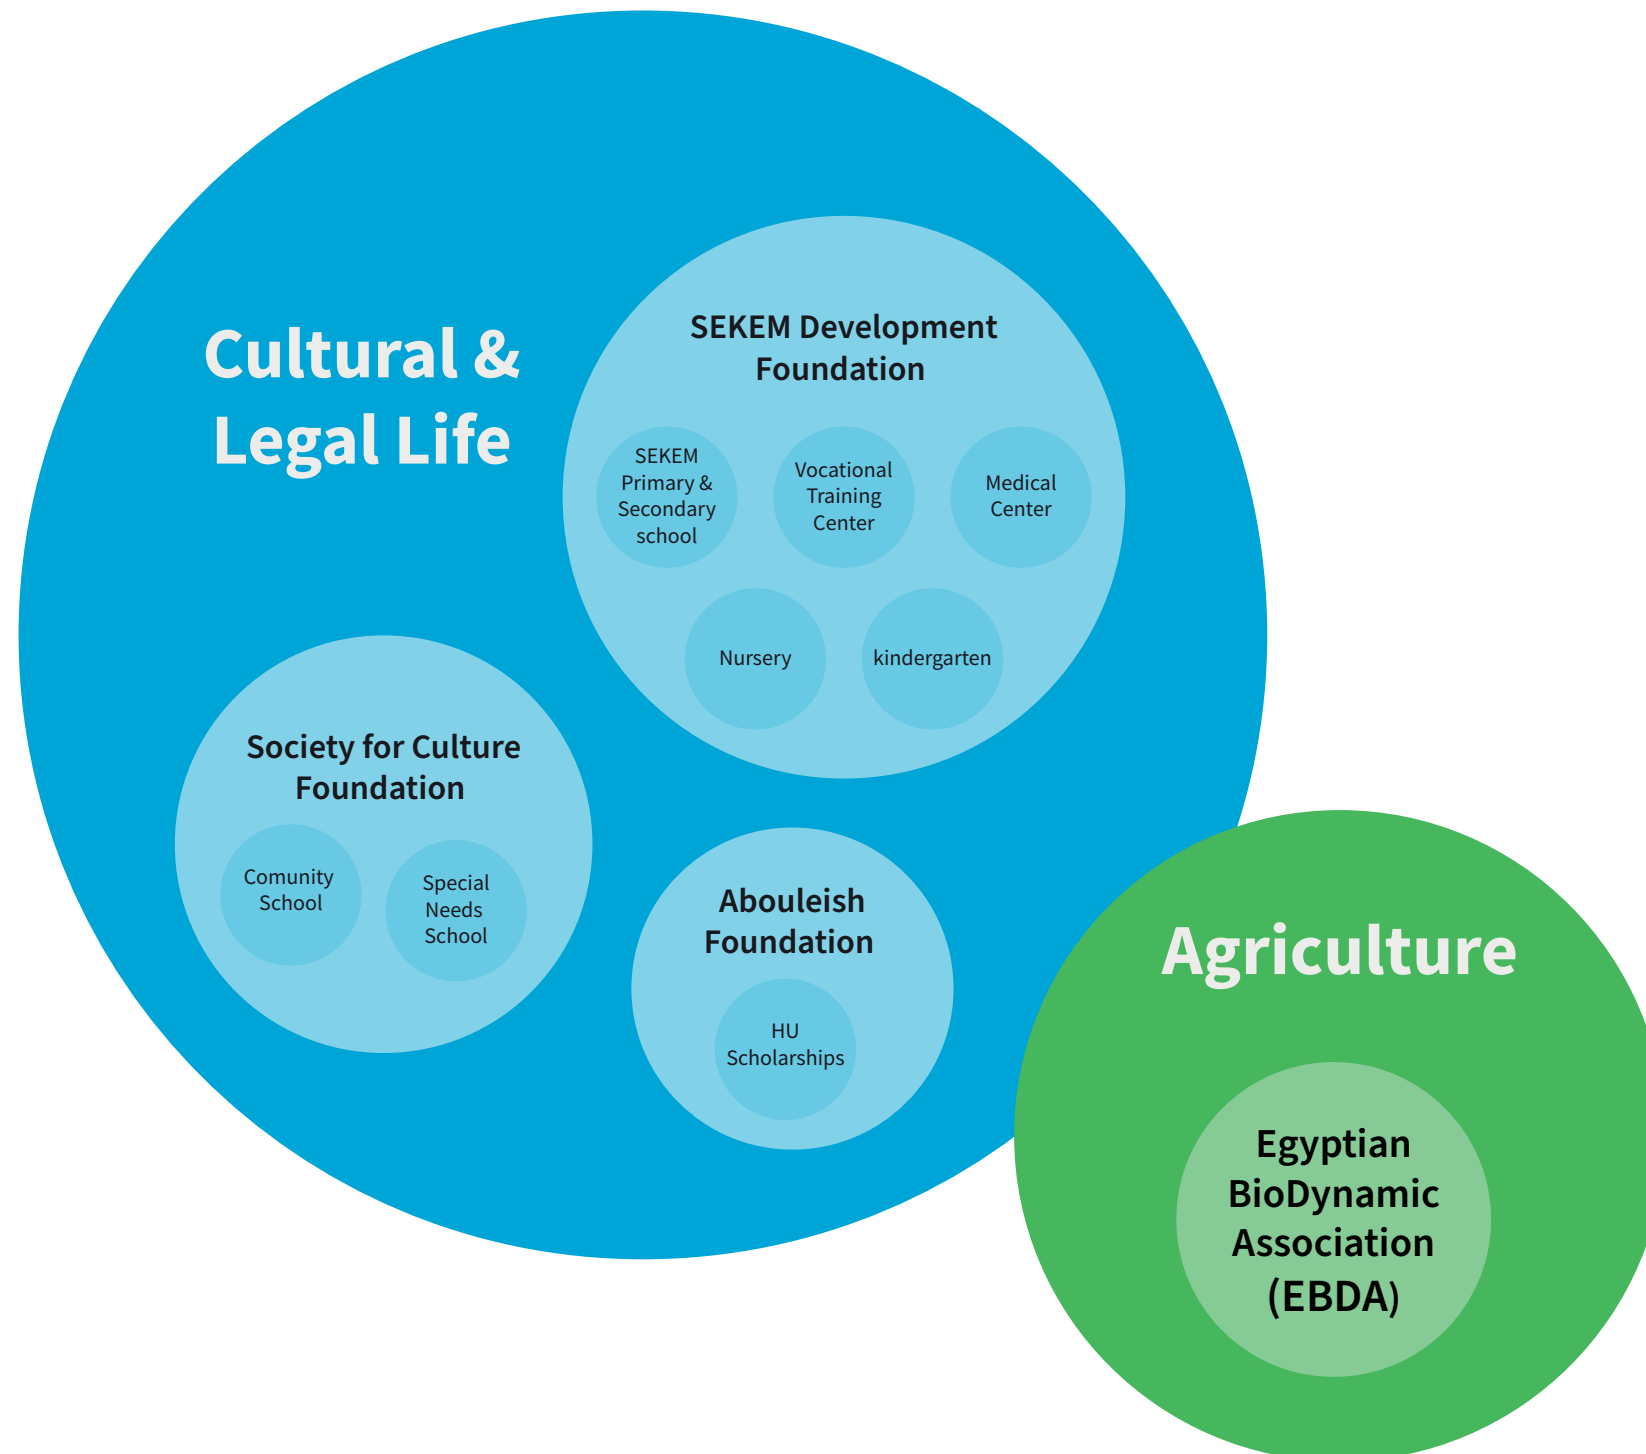 Cultural &
Legal Life
SEKEM Development
Foundation
SEKEM
Primary &
Secondary
school
Vocational
Training
Center
Medical
Center
Nursery
kindergarten
Society for Culture
Foundation
Comunity
School
Special
Needs
School
Abouleish
Foundation
HU
Scholarships
Agriculture
Egyptian
BioDynamic
Association
(EBDA)